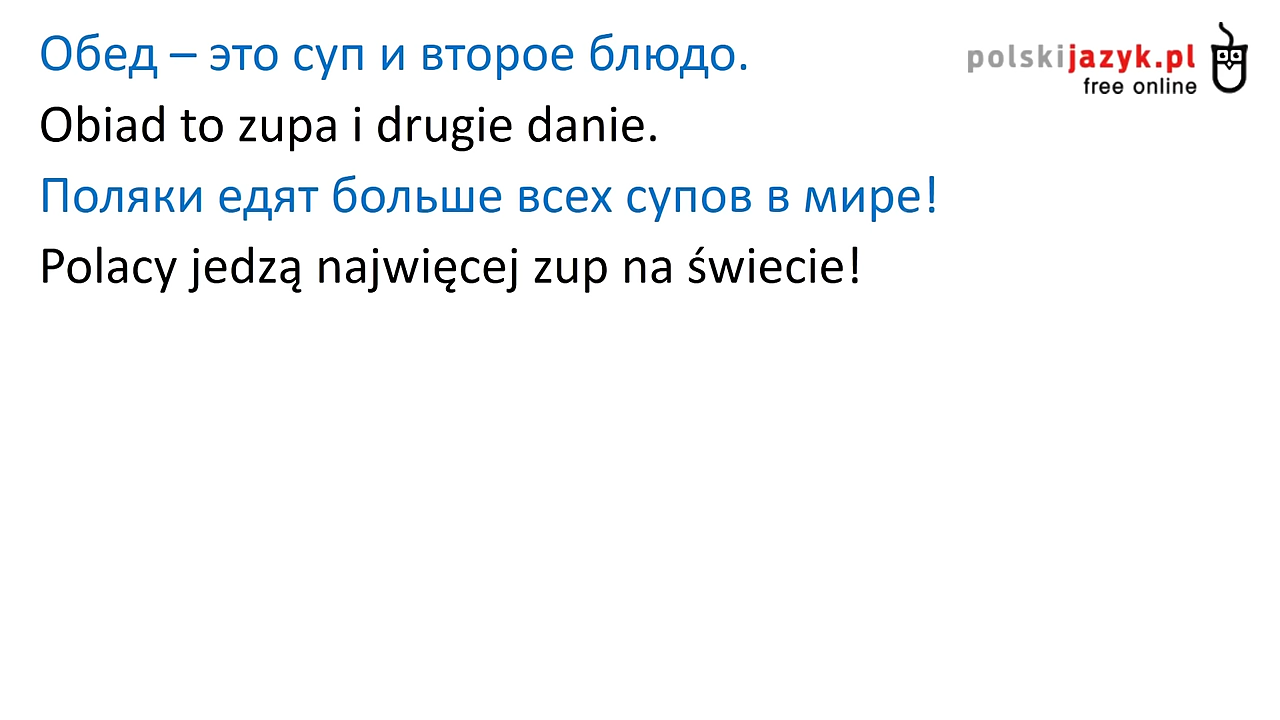 Обед – это суп и второе блюдо.
polskijazyk.pl
free online
Obiad to zupa i drugie danie.
Поляки едят больше всех супов в мире!
Polacy jedzą najwięcej zup na świecie!